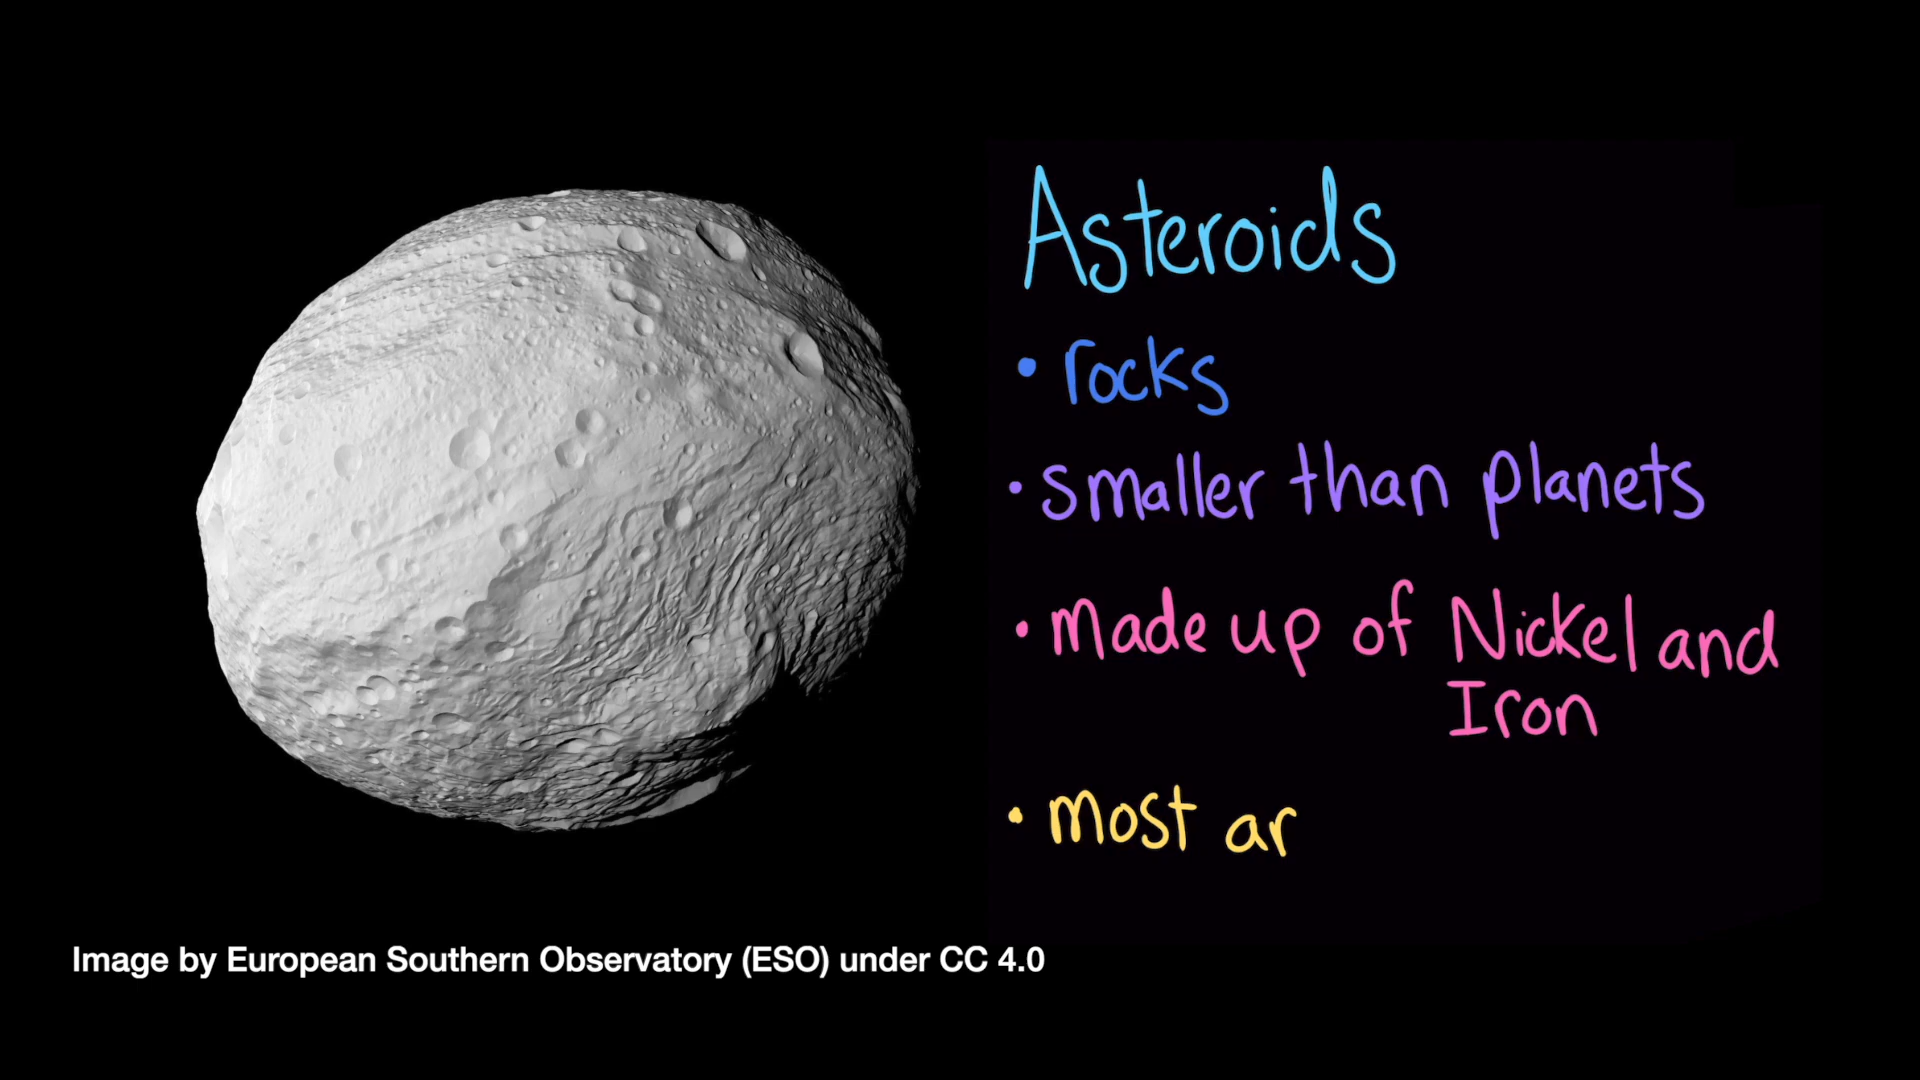 Asteroids
• rocks
• smaller than planets
• made up of Nickel and
Iron
• most ar
Image by European Southern Observatory (ESO) under CC 4.0